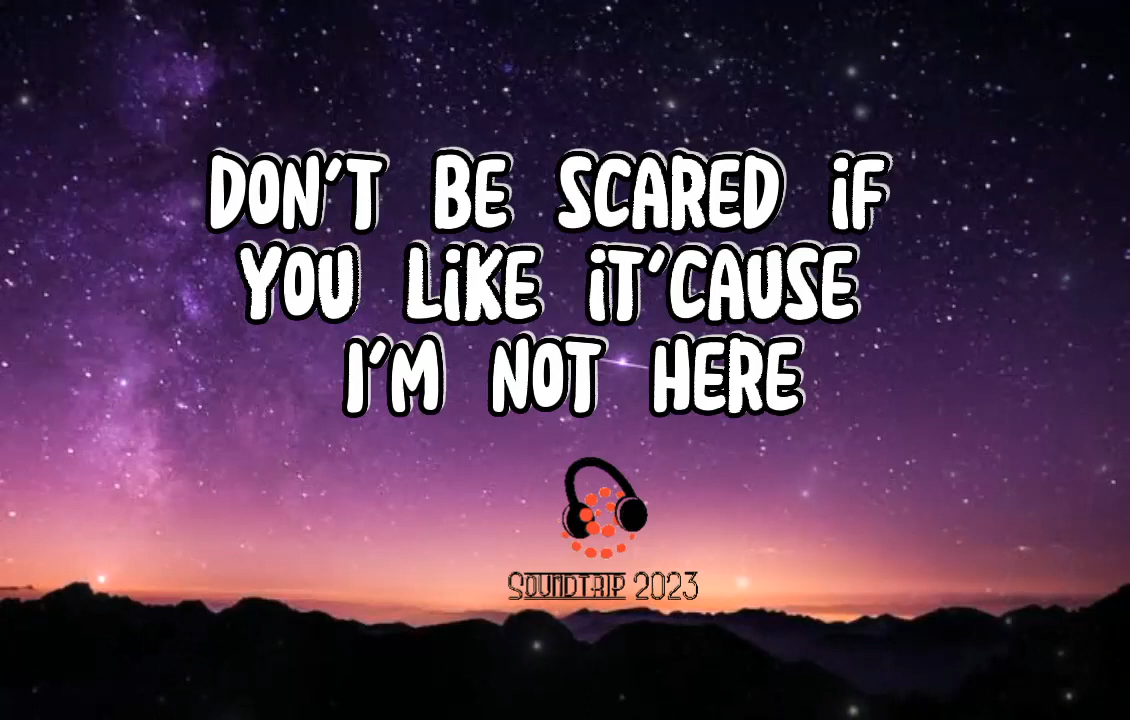 DON'T BE SCARED iF
YOU LiKE iT'CAUSE
I'M NOT HERE
SOUNDTRIP 2023